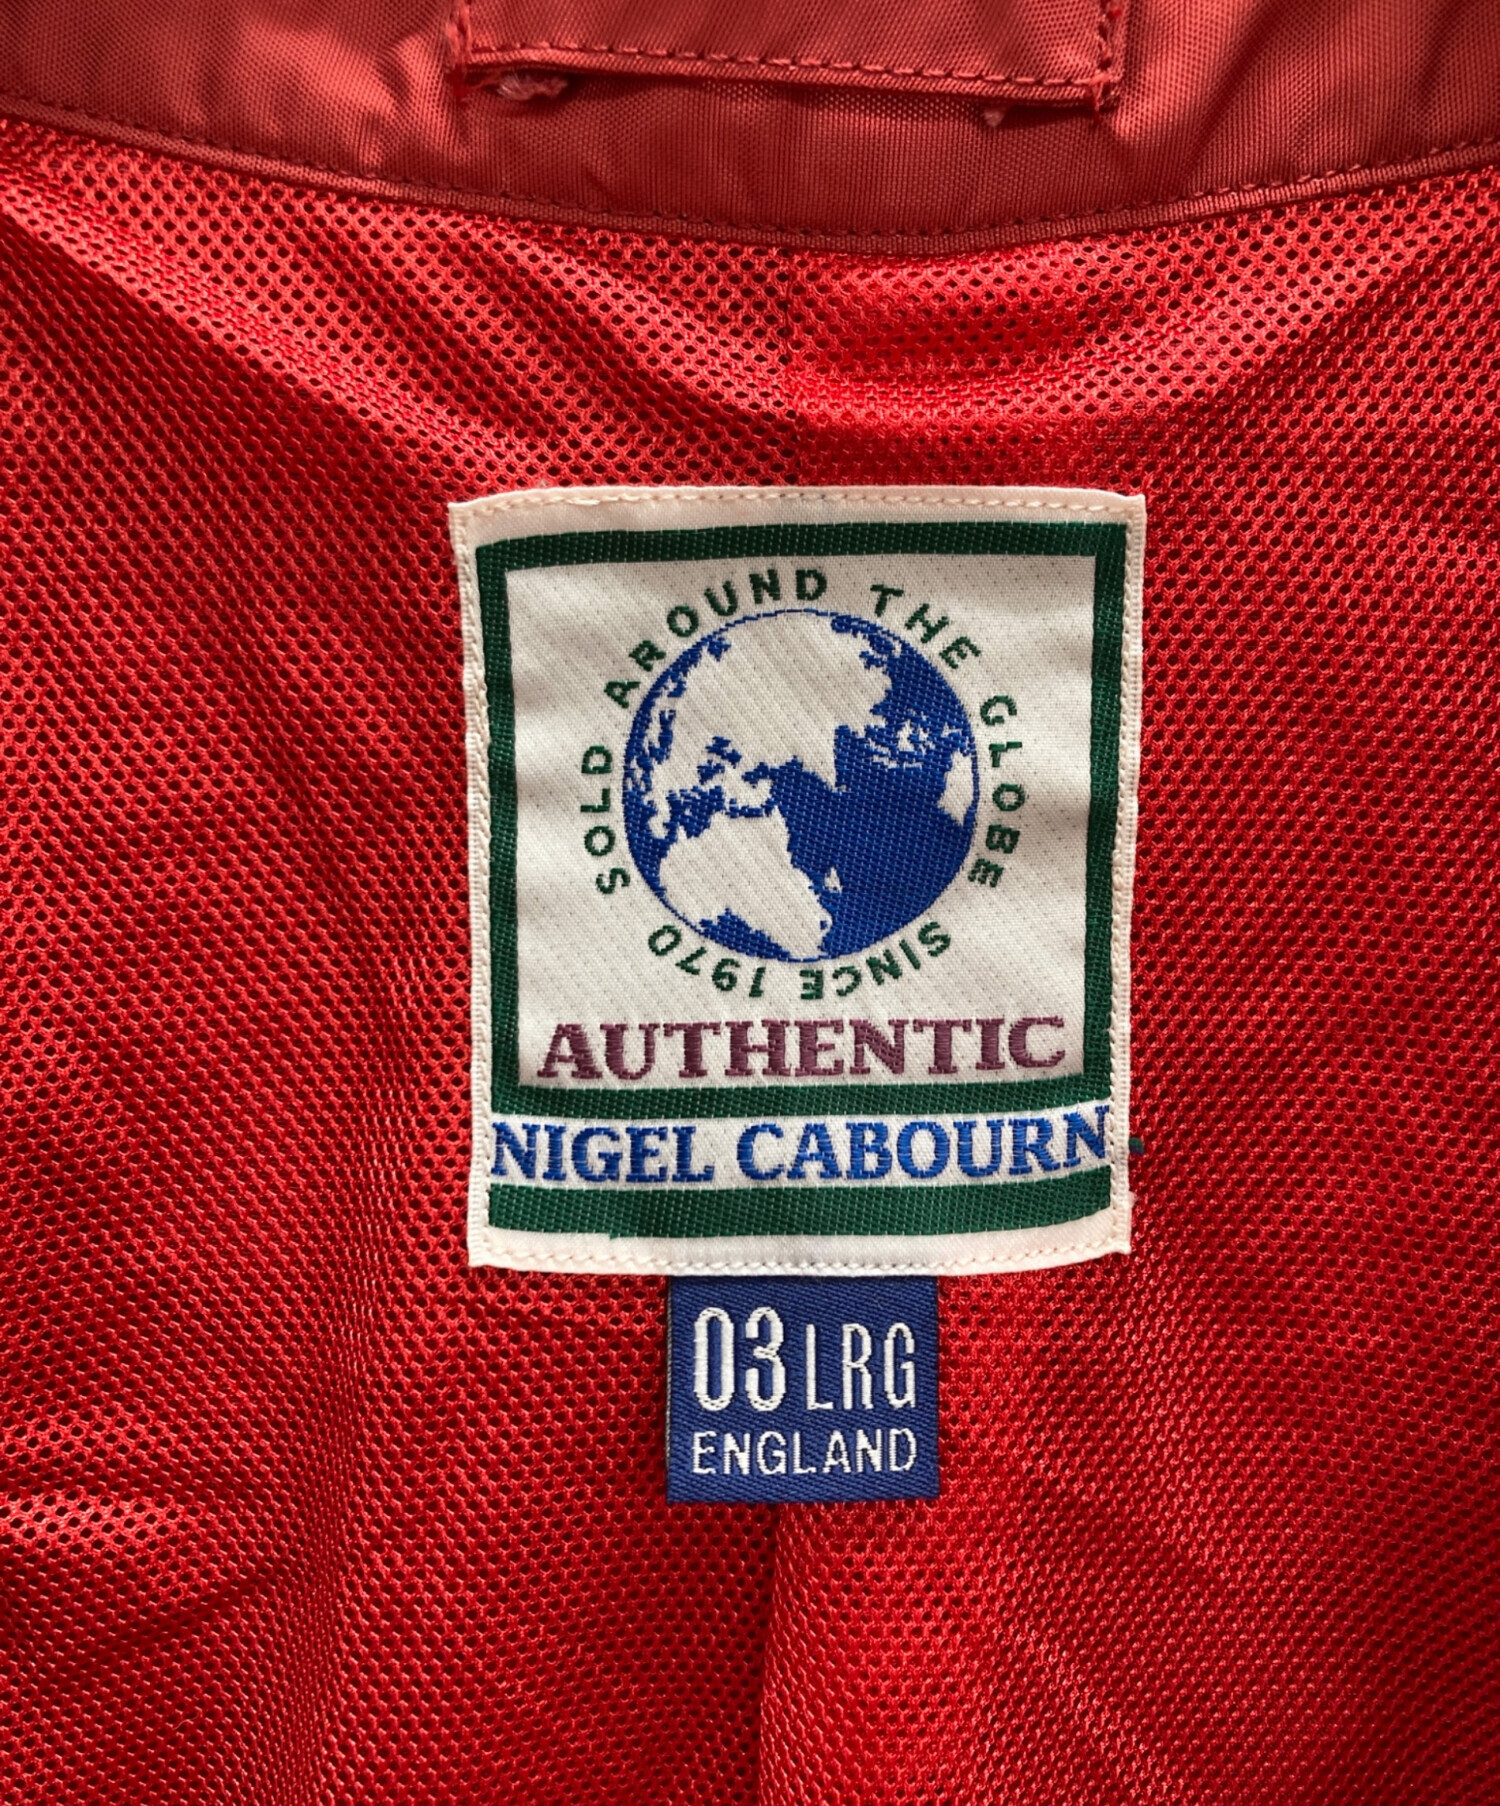 SOLD AROUND THE GLOBE
SINCE 1970
AUTHENTIC
NIGEL CABOURN
03 LRG
ENGLAND